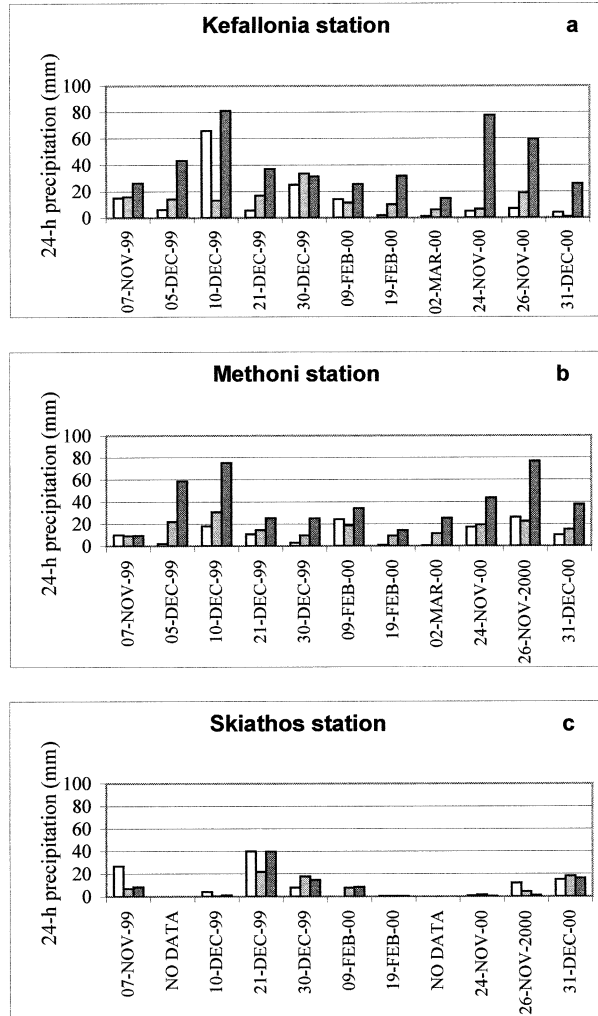 Kefallonia station a
24-h precipitation (mm)
100
80
60
40
20
0
07-NOV-99
05-DEC-99
10-DEC-99
21-DEC-99
30-DEC-99
09-FEB-00
19-FEB-00
02-MAR-00
24-NOV-00
26-NOV-00
31-DEC-00
Methoni station b
24-h precipitation (mm)
100
80
60
40
20
0
07-NOV-99
05-DEC-99
10-DEC-99
21-DEC-99
30-DEC-99
09-FEB-00
19-FEB-00
02-MAR-00
24-NOV-00
26-NOV-2000
31-DEC-00
Skiathos station c
24-h precipitation (mm)
100
80
60
40
20
0
07-NOV-99
NO DATA
10-DEC-99
21-DEC-99
30-DEC-99
09-FEB-00
19-FEB-00
NO DATA
24-NOV-00
26-NOV-2000
31-DEC-00